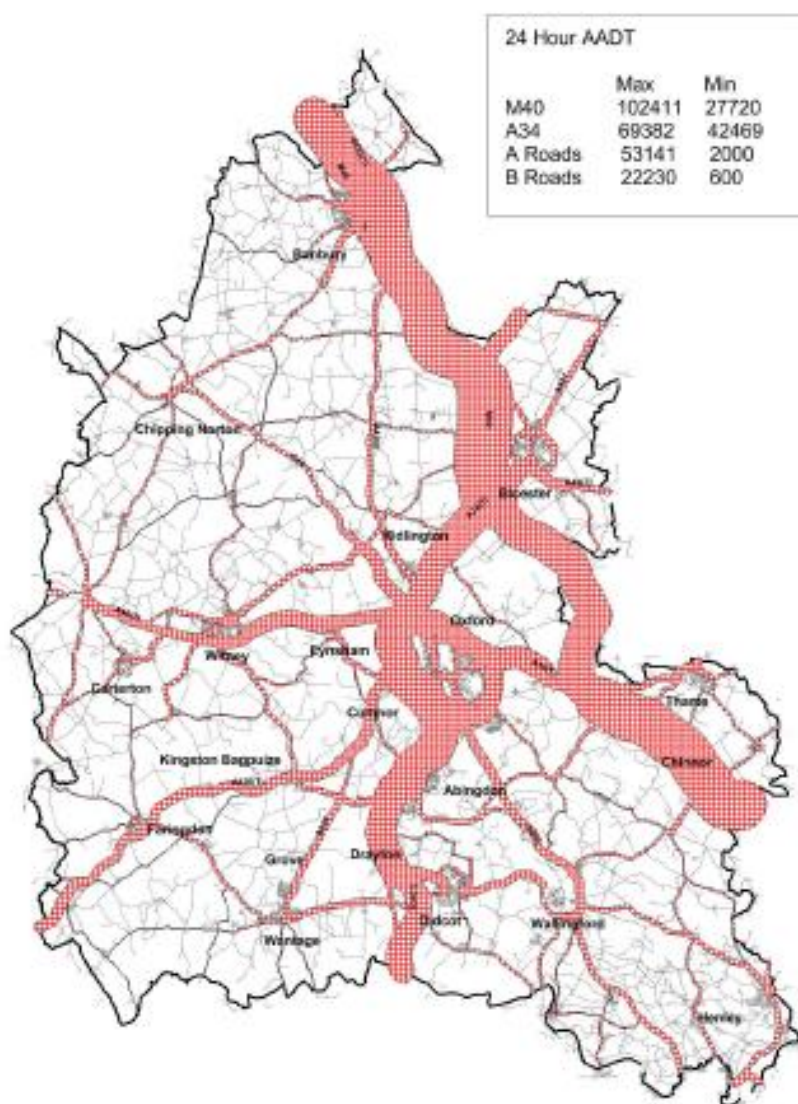 24 Hour AADT
Max Min
M40 102411 27720
A34 69382 42469
A Roads 53141 2000
B Roads 22230 600
M40
Banbury
Chipping Norton
Bicester
Kidlington
Oxford
Witney
Eynsham
Carterton
Cumnor
Thame
Kingston Bagpuize
Chinnor
Abingdon
Faringdon
Grove
Drayton
Didcot
Wantage
Wallingford
Henley